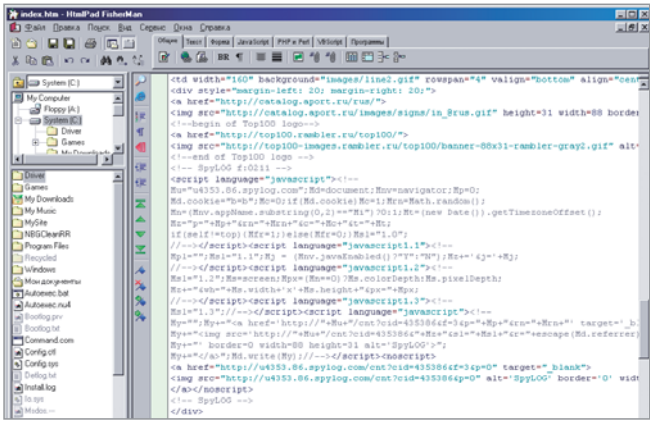 index.htm - HtmlPad FisherMan
Файл Правка Поиск Вид Сервис Окна Справка
Общие Текст Форма JavaScript PHP и Perl VBScript Программы
BR ¶
System (C:)
My Computer
Floppy (A:)
System (C:)
Driver
Games
My Downloads
Driver
Games
My Downloads
My Music
MySite
NBGCleanRR
Program Files
Recycled
Windows
Мои документы
Autoexec.bat
Autoexec.nu4
Bootlog.prv
Bootlog.txt
Command.com
Config.ctl
Config.sys
Detlog.txt
Install.log
Io.sys
<td width="160" background="images/line2.gif" rowspan="4" valign="bottom" align="cent
<div style="margin-left: 20; margin-right: 20;">
<a href="http://catalog.aport.ru/rus/">
<img src="http://catalog.aport.ru/images/signs/in_@rus.gif" height=31 width=88 border
<!--begin of Top100 logo-->
<a href="http://top100.rambler.ru/top100/">
<img src="http://top100-images.rambler.ru/top100/banner-88x31-rambler-gray2.gif" alt=
<!--end of Top100 logo -->
<!-- SpyLOG f:0211 -->
<script language="javascript"><!--
Mu="u4353.86.spylog.com";Md=document;Mnv=navigator;Mp=0;
Md.cookie="b=b";Mc=0;if(Md.cookie)Mc=1;Mrn=Math.random();
Mn=(Mnv.appName.substring(0,2)=="Mi")?0:1;Mt=(new Date()).getTimezoneOffset();
Mz="p="+Mp+"&rn="+Mrn+"&c="+Mc+"&t="+Mt;
if(self!=top){Mfr=1;}else{Mfr=0;}Msl="1.0";
//--></script><script language="javascript1.1"><!--
Mpl="";Msl="1.1";Mj = (Mnv.javaEnabled()?"Y":"N");Mz+='&j='+Mj;
//--></script><script language="javascript1.2"><!--
Msl="1.2";Ms=screen;Mpx=(Mn==0)?Ms.colorDepth:Ms.pixelDepth;
Mz+="&wh="+Ms.width+'x'+Ms.height+"&px="+Mpx;
//--></script><script language="javascript1.3"><!--
Msl="1.3";//--></script><script language="javascript"><!--
My="";My+="<a href='http://"+Mu+"/cnt?cid=435386&f=3&p="+Mp+"&rn="+Mrn+"' target='_bl
My+="<img src='http://"+Mu+"/cnt?cid=435386&"+Mz+"&sl="+Msl+"&r="+escape(Md.referrer)
My+="' border=0 width=88 height=31 alt='SpyLOG'>";
My+="</a>";Md.write(My);//--></script><noscript>
<a href="http://u4353.86.spylog.com/cnt?cid=435386&f=3&p=0" target="_blank">
<img src="http://u4353.86.spylog.com/cnt?cid=435386&p=0" alt='SpyLOG' border='0' widt
</a></noscript>
<!-- SpyLOG -->
</div>